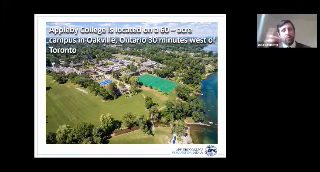 Appleby College is located on a 60 – acre
campus in Oakville, Ontario 30 minutes west of
Toronto